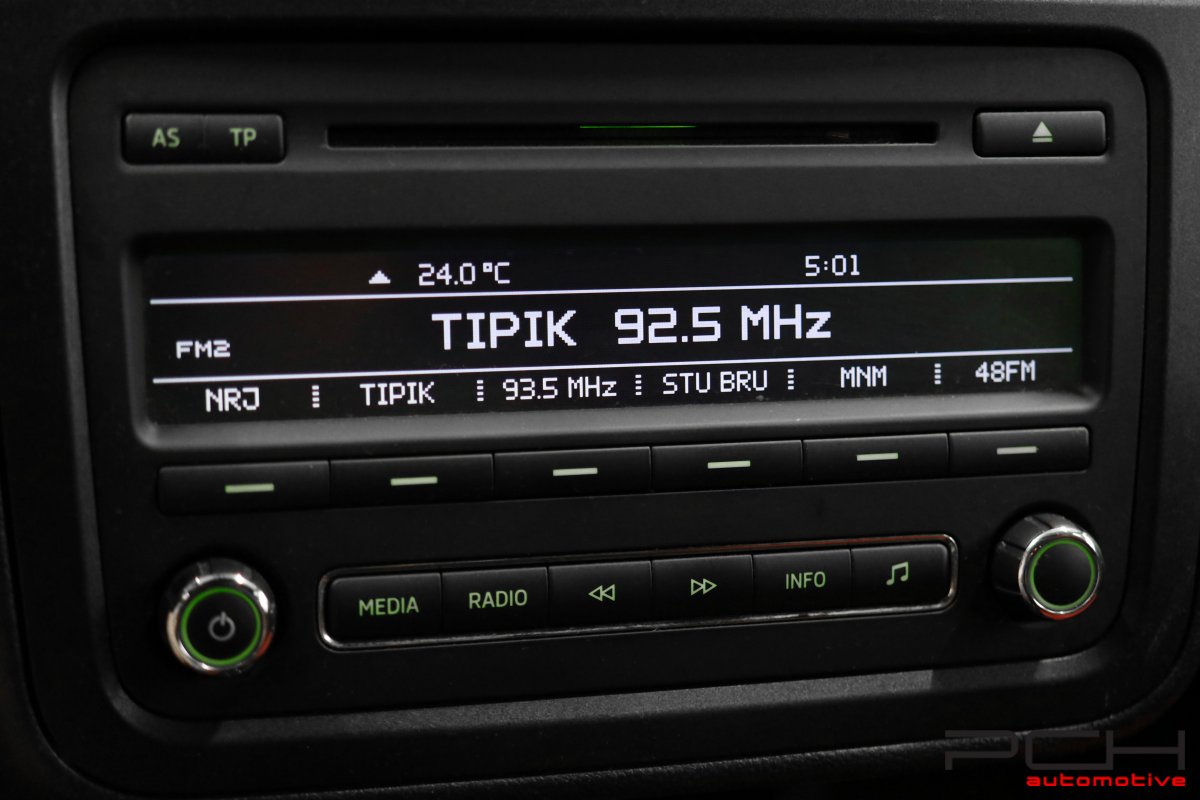 AS TP
24.0 °C 5:01
FM2 TIPIK 92.5 MHz
NRJ TIPIK 93.5 MHz STU BRU MNM 48FM
MEDIA RADIO INFO
PCH
automotive